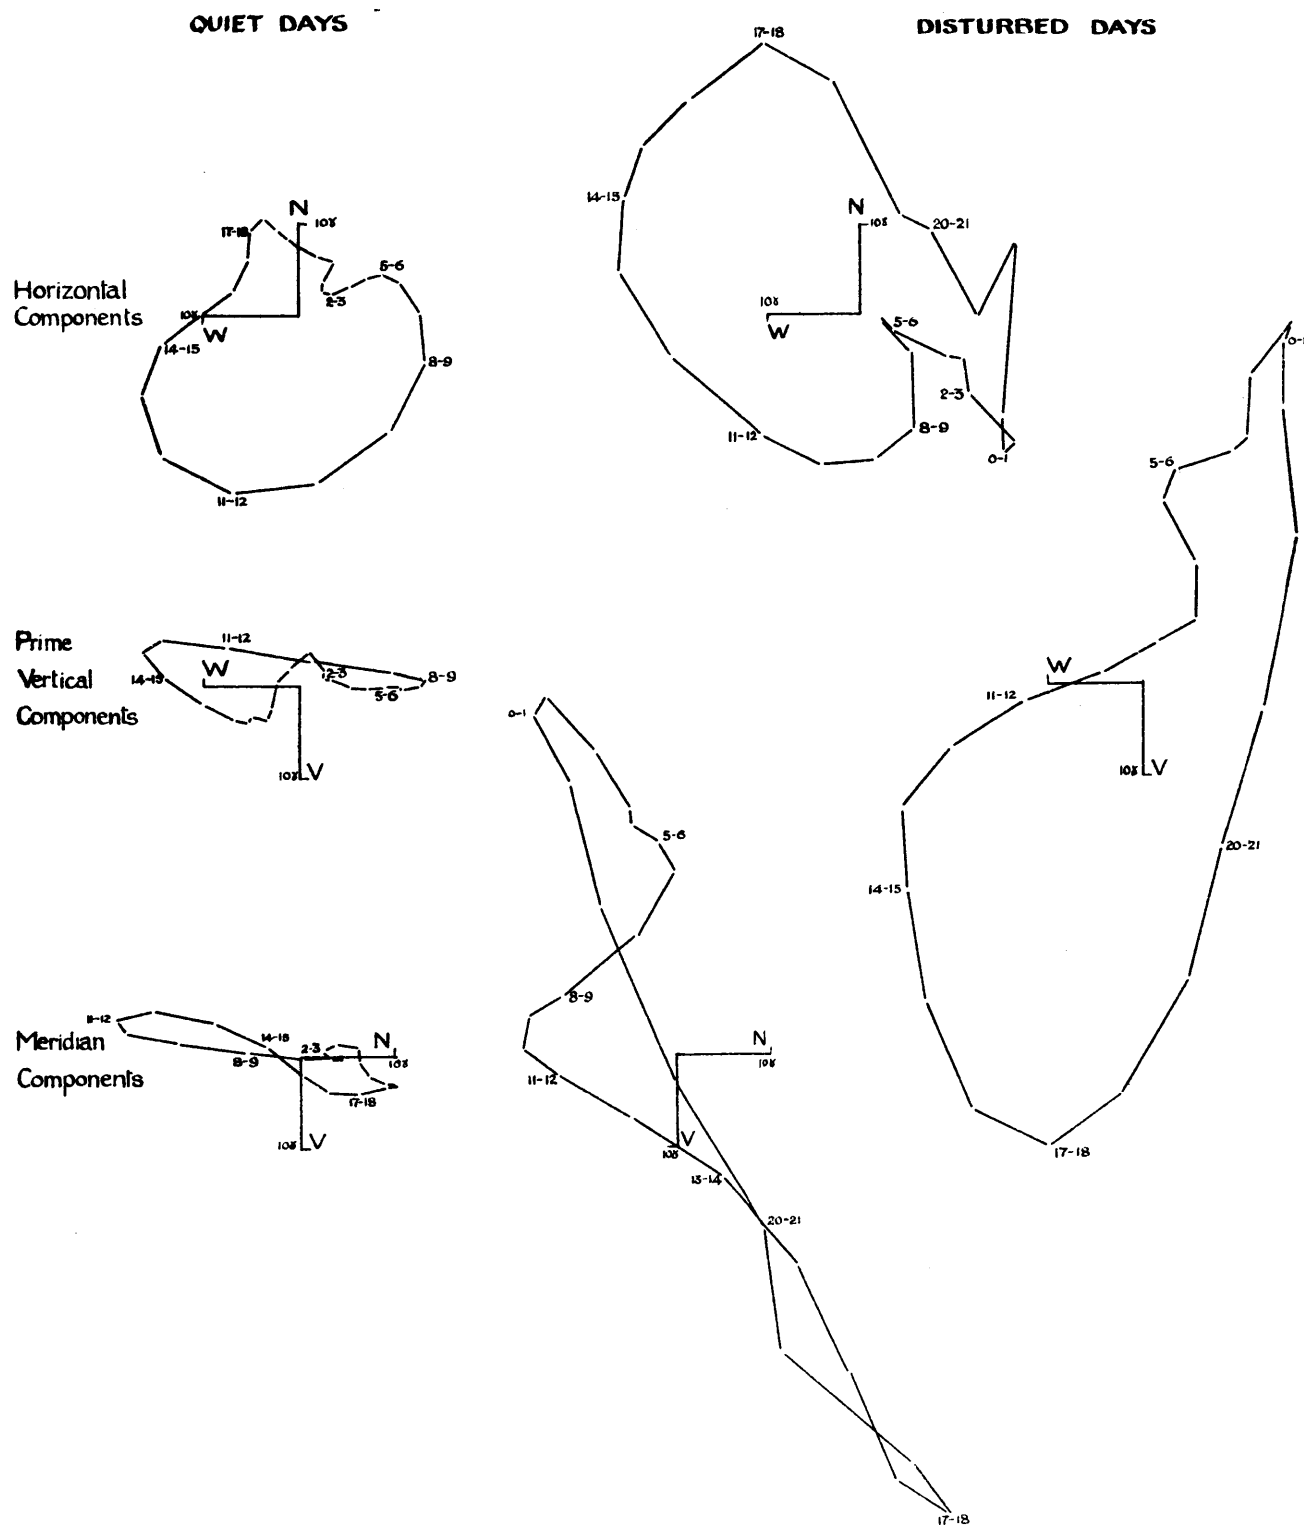 QUIET DAYS
DISTURBED DAYS
17-18
14-15
N
10γ
20-21
10γ
W
5-6
2-3
8-9
11-12
0-1
N
10γ
17-18
5-6
2-3
Horizontal
Components
10γ
W
14-15
8-9
11-12
0-1
5-6
W
11-12
10γ
V
20-21
14-15
17-18
Prime
Vertical
Components
11-12
W
2-3
8-9
14-15
5-6
10γ
V
0-1
5-6
8-9
11-12
N
10γ
V
10γ
13-14
20-21
17-18
Meridian
Components
11-12
14-15
2-3
N
8-9
10γ
17-18
10γ
V